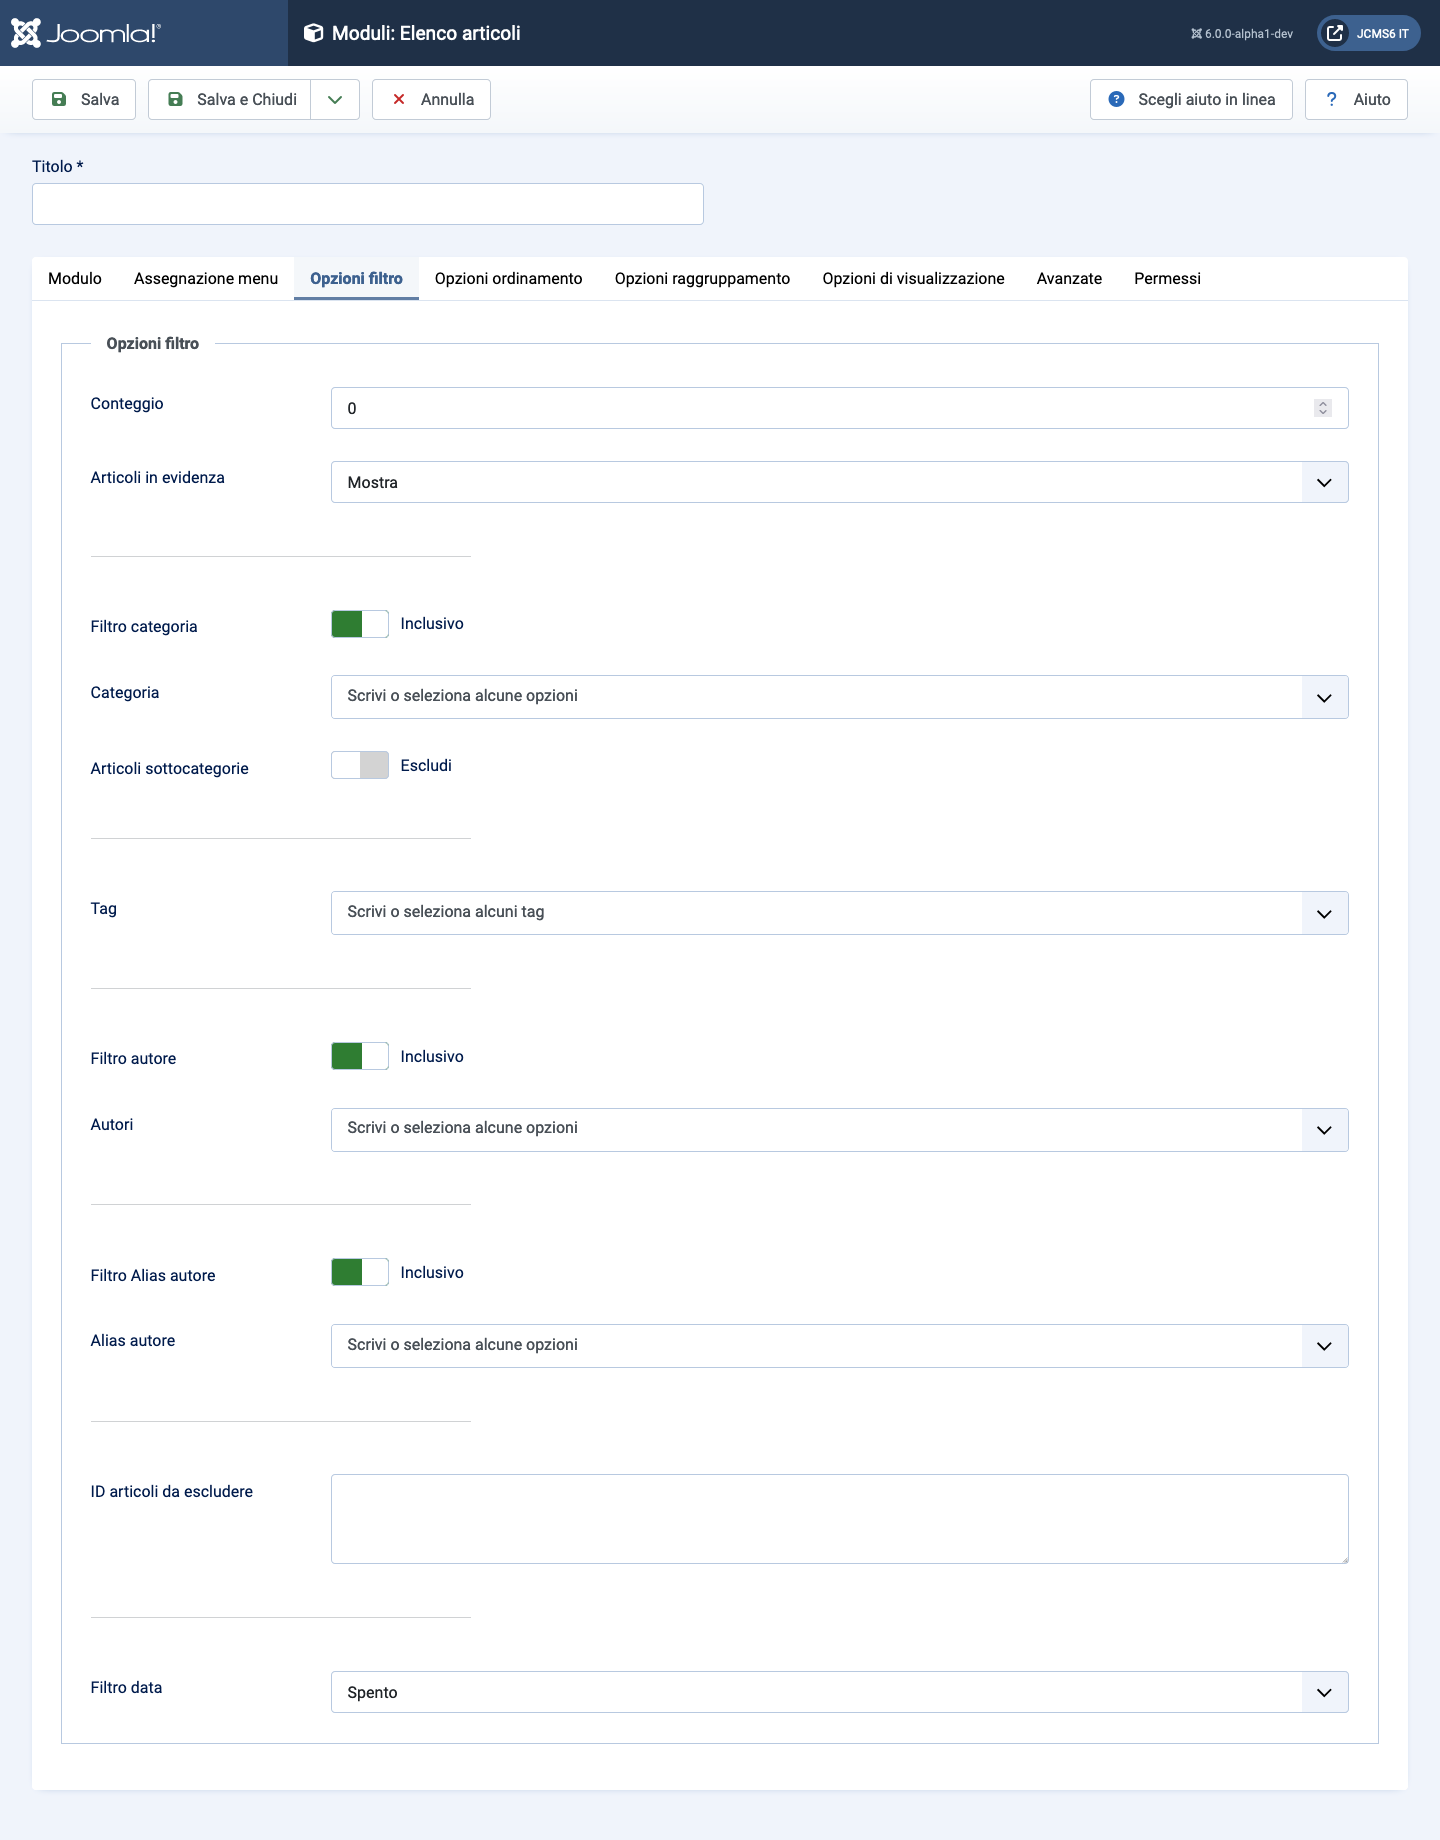 Joomla!®
Moduli: Elenco articoli
6.0.0-alpha1-dev
JCMS6 IT
Salva
Salva e Chiudi
Annulla
Scegli aiuto in linea
? Aiuto
Titolo *
Modulo
Assegnazione menu
Opzioni filtro
Opzioni ordinamento
Opzioni raggruppamento
Opzioni di visualizzazione
Avanzate
Permessi
Opzioni filtro
Conteggio
0
Articoli in evidenza
Mostra
Filtro categoria
Inclusivo
Categoria
Scrivi o seleziona alcune opzioni
Articoli sottocategorie
Escludi
Tag
Scrivi o seleziona alcuni tag
Filtro autore
Inclusivo
Autori
Scrivi o seleziona alcune opzioni
Filtro Alias autore
Inclusivo
Alias autore
Scrivi o seleziona alcune opzioni
ID articoli da escludere
Filtro data
Spento